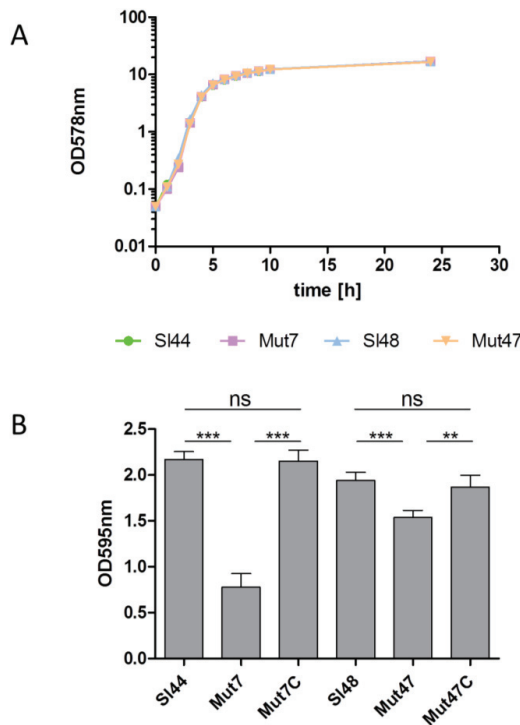 A
100
10
1
0.1
0.01
OD578nm
0 5 10 15 20 25 30
time [h]
Sl44 Mut7 Sl48 Mut47
B
ns ns
*** *** *** **
2.5
2.0
1.5
1.0
0.5
0.0
OD595nm
Sl44 Mut7 Mut7C Sl48 Mut47 Mut47C